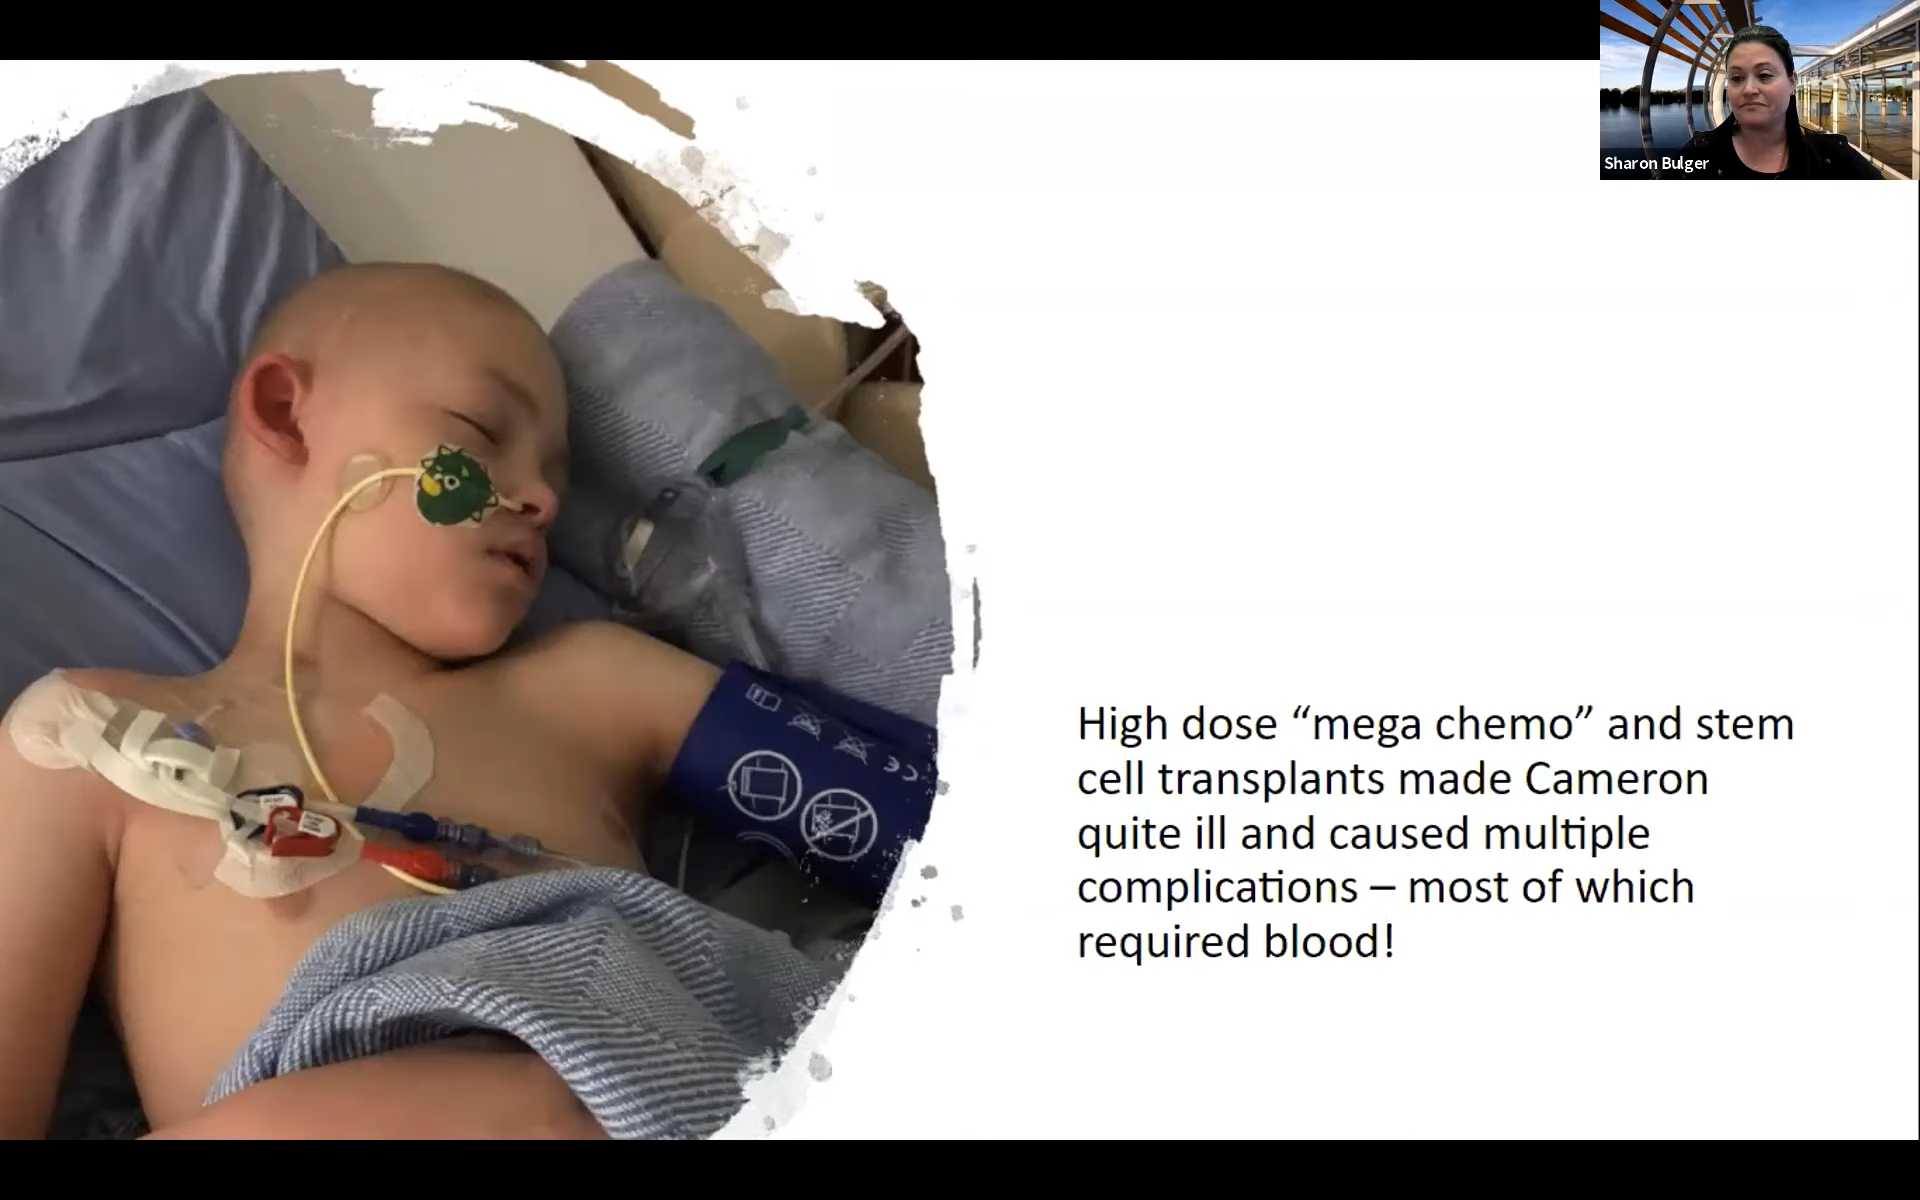 Sharon Bulger
High dose “mega chemo” and stem
cell transplants made Cameron
quite ill and caused multiple
complications – most of which
required blood!
CE